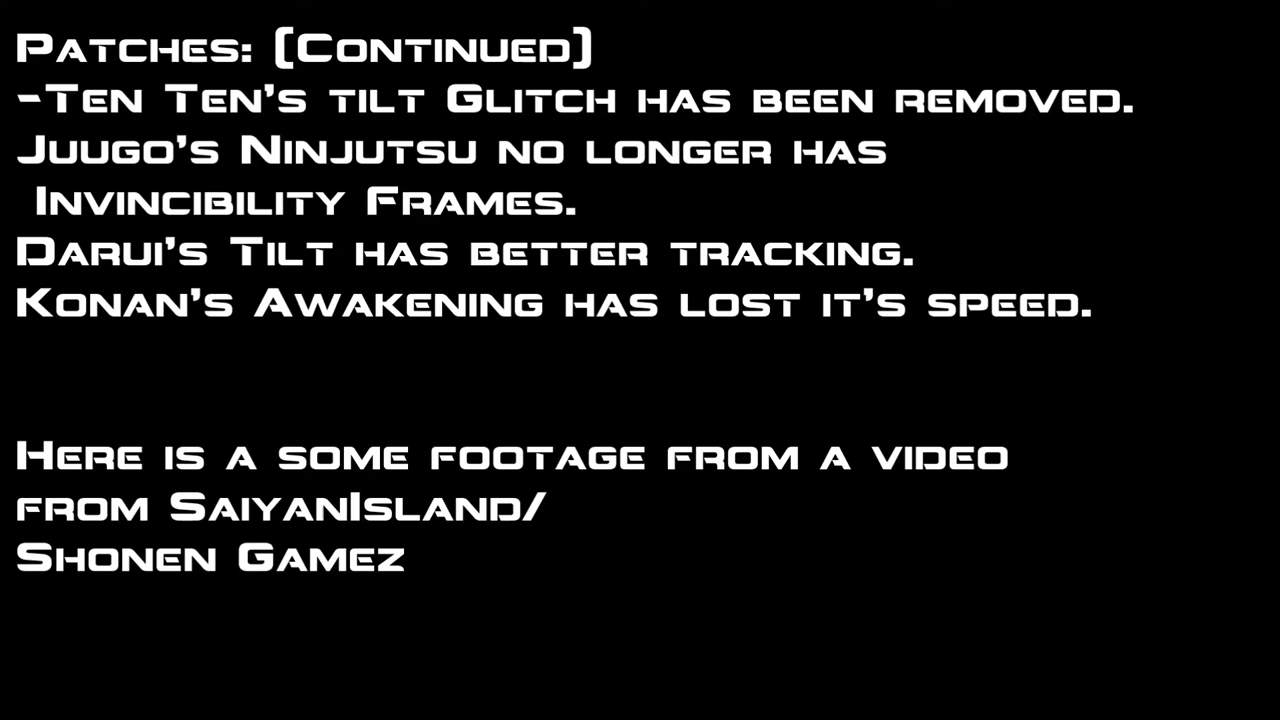 Patches: (Continued)
-Ten Ten's tilt Glitch has been removed.
Juugo's Ninjutsu no longer has
Invincibility Frames.
Darui's Tilt has better tracking.
Konan's Awakening has lost it's speed.
Here is a some footage from a video
from SaiyanIsland/
Shonen Gamez